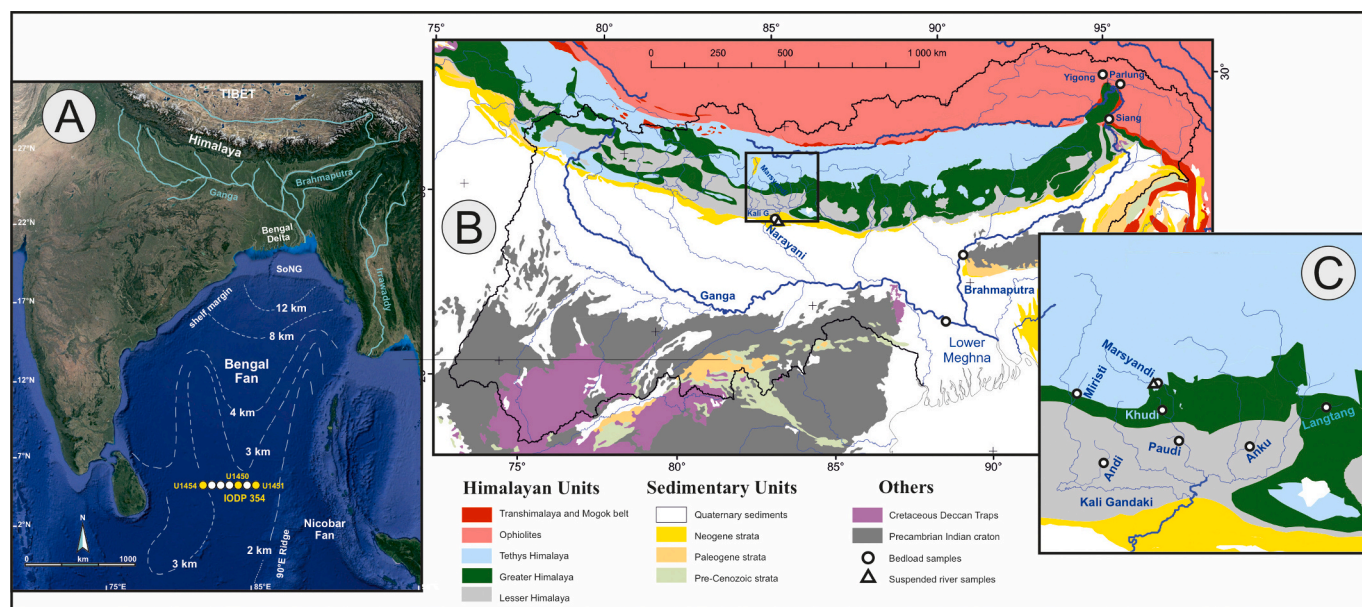 A
TIBET
Himalaya
27°N
Brahmaputra
Ganga
22°N
Bengal
Delta
Irrawaddy
SoNG
17°N
shelf margin
12 km
8 km
Bengal
Fan
12°N
4 km
3 km
7°N
U1450
U1454
U1451
IODP 354
2°N
N
Nicobar
Fan
km
0
1000
3 km
2 km
90°E Ridge
75°E
85°E
75°
80°
85°
90°
95°
0
250
500
1 000 km
30°
Yigong
Parlung
Siang
B
Marsyandi
Kali G.
Narayani
Ganga
Brahmaputra
Lower
Meghna
75°
80°
85°
90
C
Marsyandi
Miristi
Khudi
Langtang
Paudi
Anku
Andi
Kali Gandaki
Himalayan Units
Transhimalaya and Mogok belt
Ophiolites
Tethys Himalaya
Greater Himalaya
Lesser Himalaya
Sedimentary Units
Quaternary sediments
Neogene strata
Paleogene strata
Pre-Cenozoic strata
Others
Cretaceous Deccan Traps
Precambrian Indian craton
Bedload samples
Suspended river samples